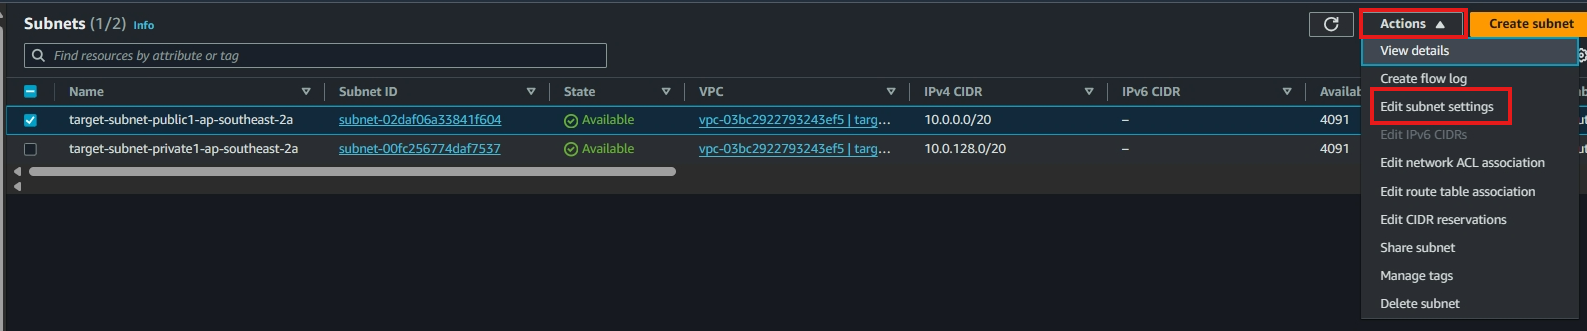 Subnets (1/2) Info
Actions ▲
Create subnet
Find resources by attribute or tag
View details
Create flow log
Edit subnet settings
Edit IPv6 CIDRs
Edit network ACL association
Edit route table association
Edit CIDR reservations
Share subnet
Manage tags
Delete subnet
Name Subnet ID State VPC IPv4 CIDR IPv6 CIDR Availab
target-subnet-public1-ap-southeast-2a subnet-02daf06a33841f604 Available vpc-03bc2922793243ef5 | targ... 10.0.0.0/20 – 4091
target-subnet-private1-ap-southeast-2a subnet-00fc256774daf7537 Available vpc-03bc2922793243ef5 | targ... 10.0.128.0/20 – 4091